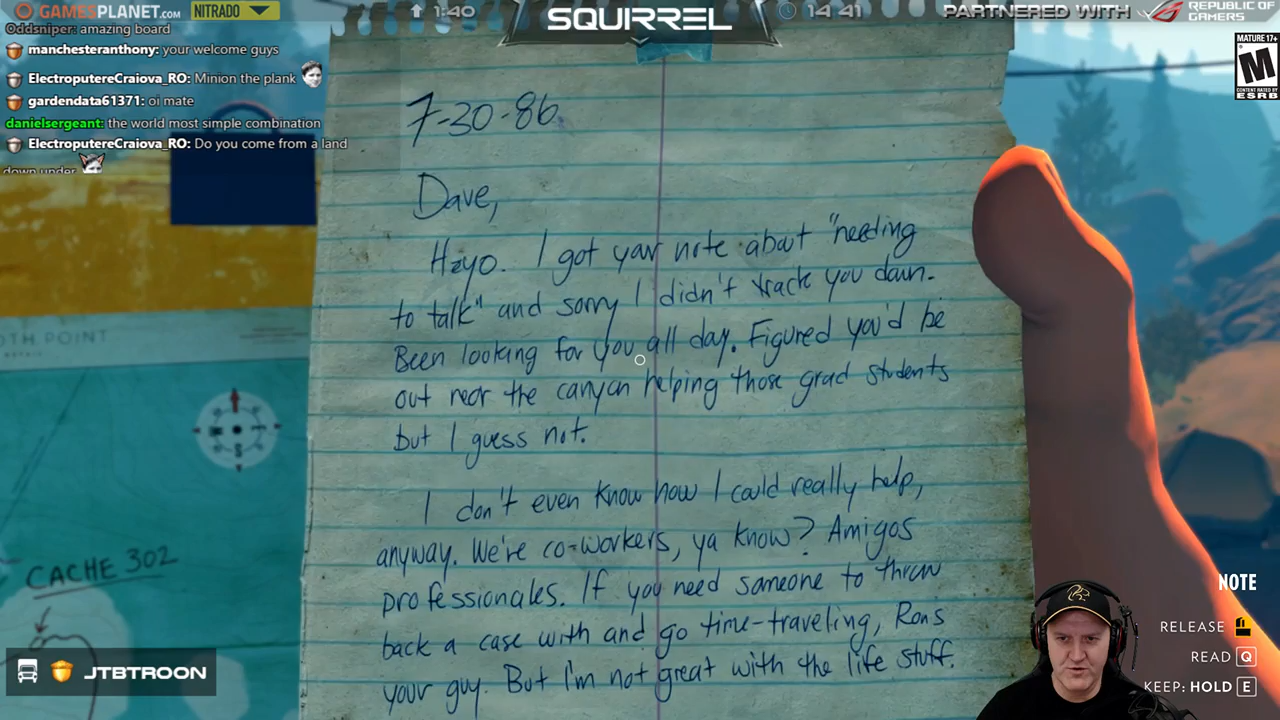 GAMESPLANET.COM NITRADO 1:40 SQUIRREL 14 41 PARTNERED WITH REPUBLIC OF GAMERS
Oddsniper: amazing board
manchesteranthony: your welcome guys
ElectroputereCraiova_RO: Minion the plank
gardendata61371: oi mate
danielsergeant: the world most simple combination
ElectroputereCraiova_RO: Do you come from a land
down under
MATURE 17+
M
CONTENT RATED BY
ESRB
7-30-86
Dave,
Heyo. I got your note about "needing
to talk" and sorry I didn't track you down.
Been looking for you all day. Figured you'd be
out near the canyon helping those grad students
but I guess not.
I don't even know how I could really help,
anyway. We're co-workers, ya know? Amigos
professionales. If you need someone to throw
back a case with and go time-traveling, Ron's
your guy. But I'm not great with the life stuff.
OTH POINT
N
S
CACHE 302
JTBTROON
NOTE
RELEASE
READ Q
KEEP: HOLD E